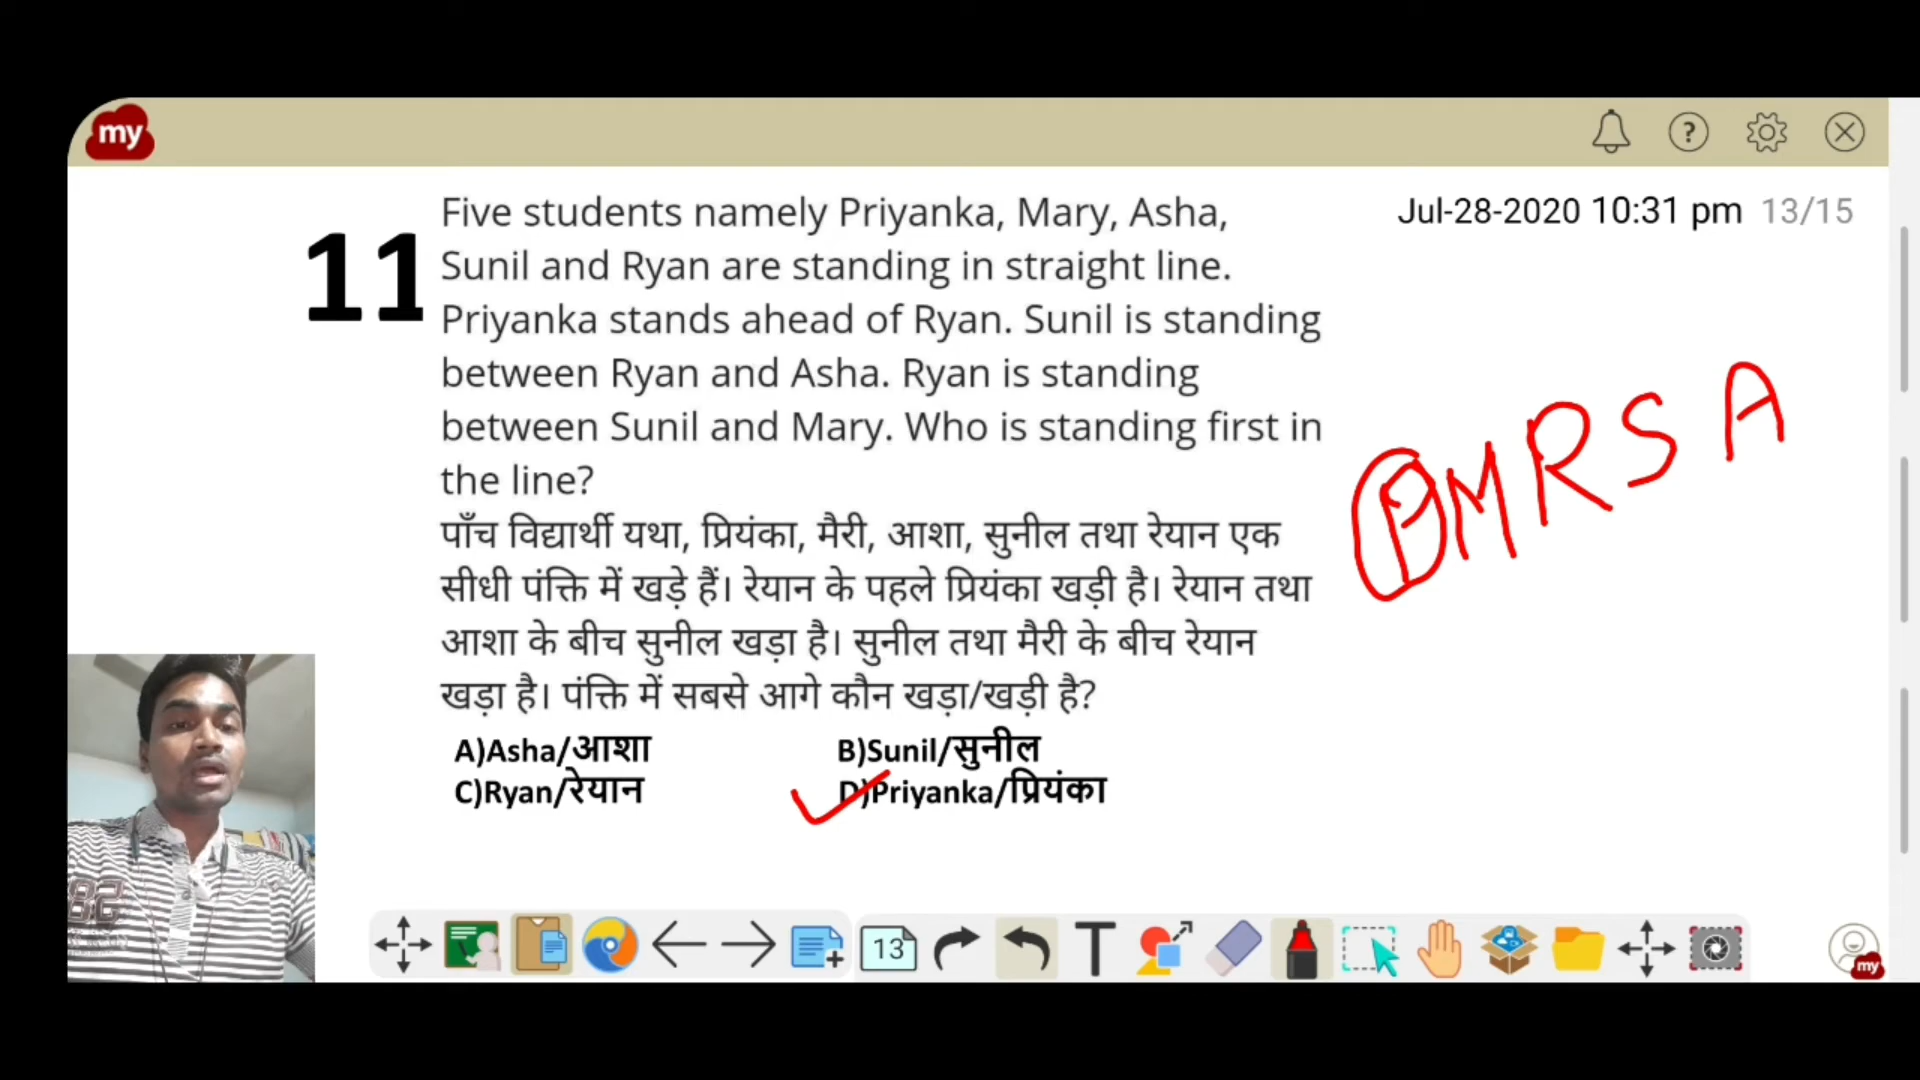 my
Jul-28-2020 10:31 pm 13/15
11
Five students namely Priyanka, Mary, Asha,
Sunil and Ryan are standing in straight line.
Priyanka stands ahead of Ryan. Sunil is standing
between Ryan and Asha. Ryan is standing
between Sunil and Mary. Who is standing first in
the line?
पाँच विद्यार्थी यथा, प्रियंका, मैरी, आशा, सुनील तथा रेयान एक
सीधी पंक्ति में खड़े हैं। रेयान के पहले प्रियंका खड़ी है। रेयान तथा
आशा के बीच सुनील खड़ा है। सुनील तथा मैरी के बीच रेयान
खड़ा है। पंक्ति में सबसे आगे कौन खड़ा/खड़ी है?
A)Asha/आशा B)Sunil/सुनील
C)Ryan/रेयान D)Priyanka/प्रियंका
P M R S A
82
13
T
my